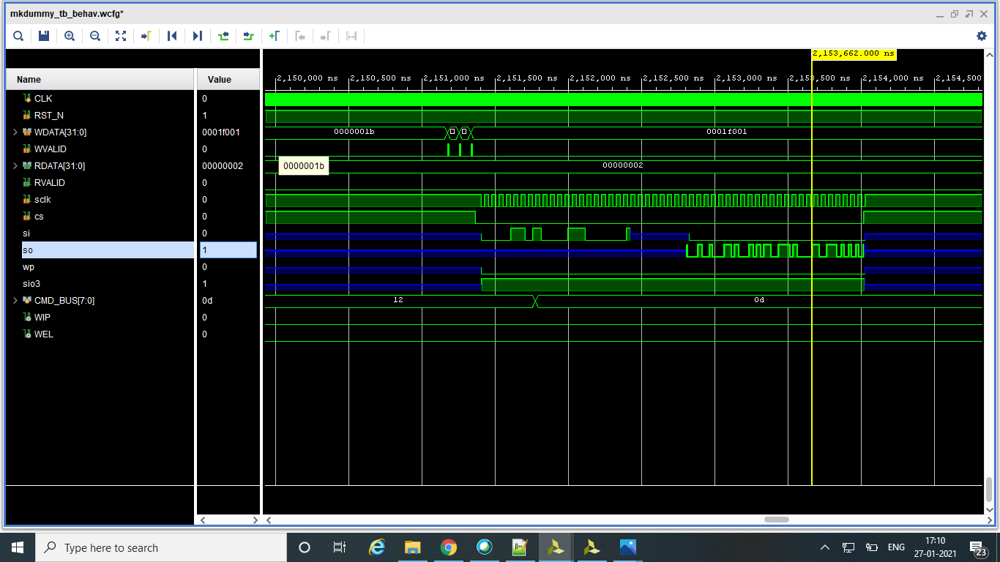 mkdummy_tb_behav.wcfg*
2,153,662.000 ns
Name Value
2,150,000 ns 2,150,500 ns 2,151,000 ns 2,151,500 ns 2,152,000 ns 2,152,500 ns 2,153,000 ns 2,153,500 ns 2,154,000 ns 2,154,500
CLK 0
RST_N 1
WDATA[31:0] 0001f001 0000001b 0001f001
WVALID 0
RDATA[31:0] 00000002 0000001b 00000002
RVALID 0
sclk 0
cs 0
si 0
so 1
wp 0
sio3 1
CMD_BUS[7:0] 0d 12 0d
WIP 0
WEL 0
Type here to search
ENG
17:10
27-01-2021
23